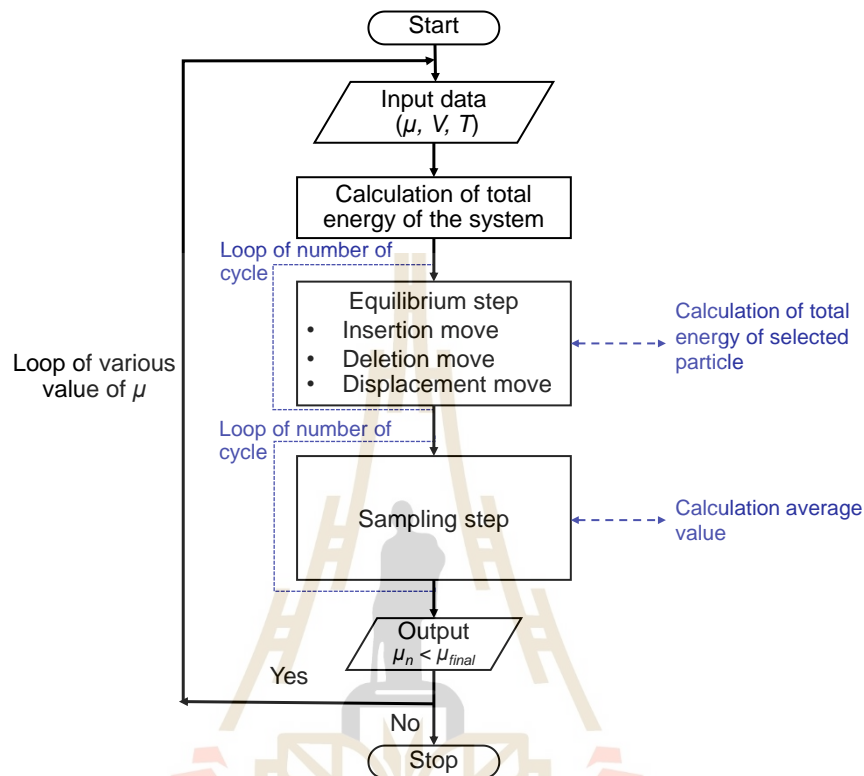 Start
Input data
(μ, V, T)
Calculation of total
energy of the system
Loop of number of
cycle
Equilibrium step
• Insertion move
• Deletion move
• Displacement move
Calculation of total
energy of selected
particle
Loop of various
value of μ
Loop of number of
cycle
Sampling step
Calculation average
value
Output
μn < μfinal
Yes
No
Stop